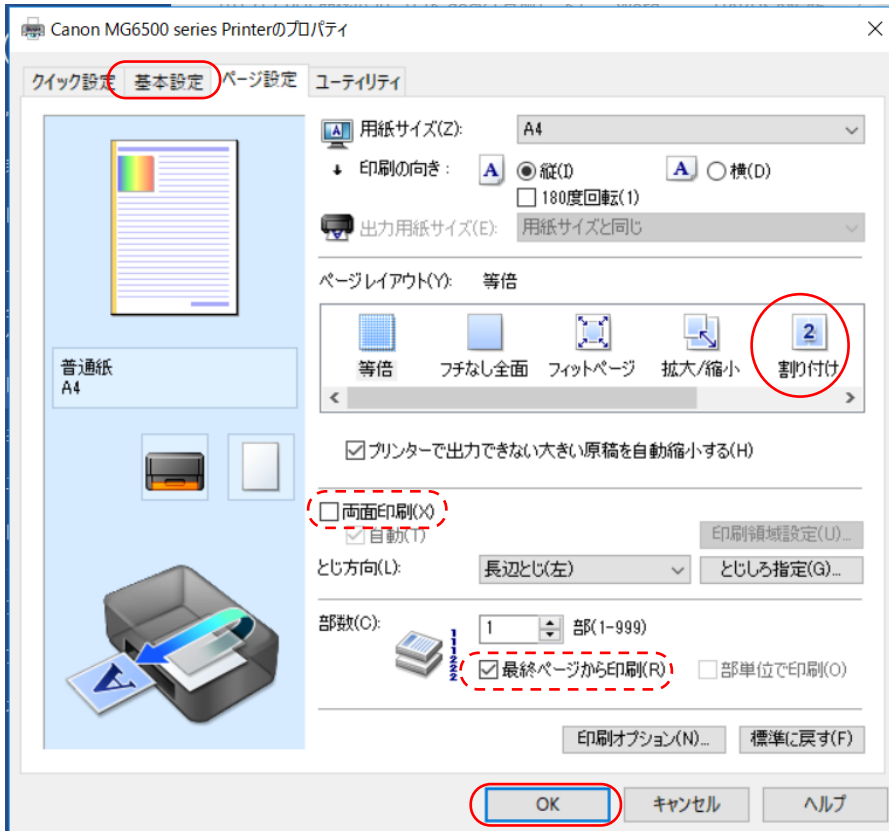 Canon MG6500 series Printerのプロパティ
クイック設定 基本設定 ページ設定 ユーティリティ
用紙サイズ(Z): A4
印刷の向き: A 縦(I) A 横(D)
180度回転(1)
出力用紙サイズ(E): 用紙サイズと同じ
ページレイアウト(Y): 等倍
2
等倍 フチなし全面 フィットページ 拡大/縮小 割り付け
普通紙
A4
プリンターで出力できない大きい原稿を自動縮小する(H)
両面印刷(X)
自動(T) 印刷領域設定(U)...
とじ方向(L): 長辺とじ(左) とじしろ指定(G)...
部数(C): 1 部(1-999)
112233
最終ページから印刷(R) 部単位で印刷(O)
A
印刷オプション(N)... 標準に戻す(F)
OK キャンセル ヘルプ